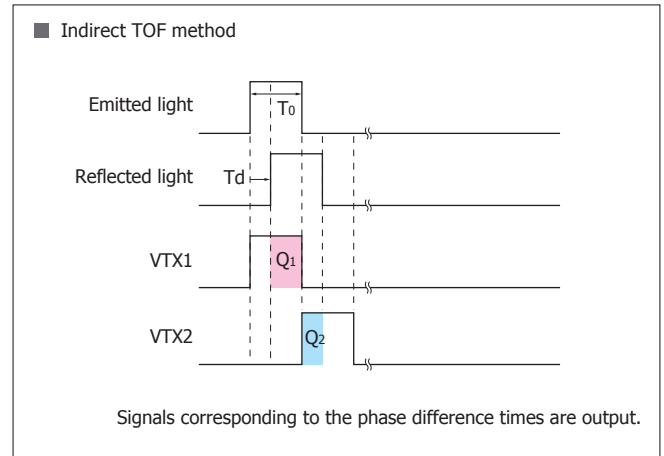 Indirect TOF method
Emitted light
T0
Reflected light
Td
VTX1
Q1
VTX2
Q2
Signals corresponding to the phase difference times are output.